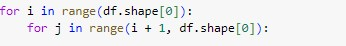 for i in range(df.shape[0]):
    for j in range(i + 1, df.shape[0]):